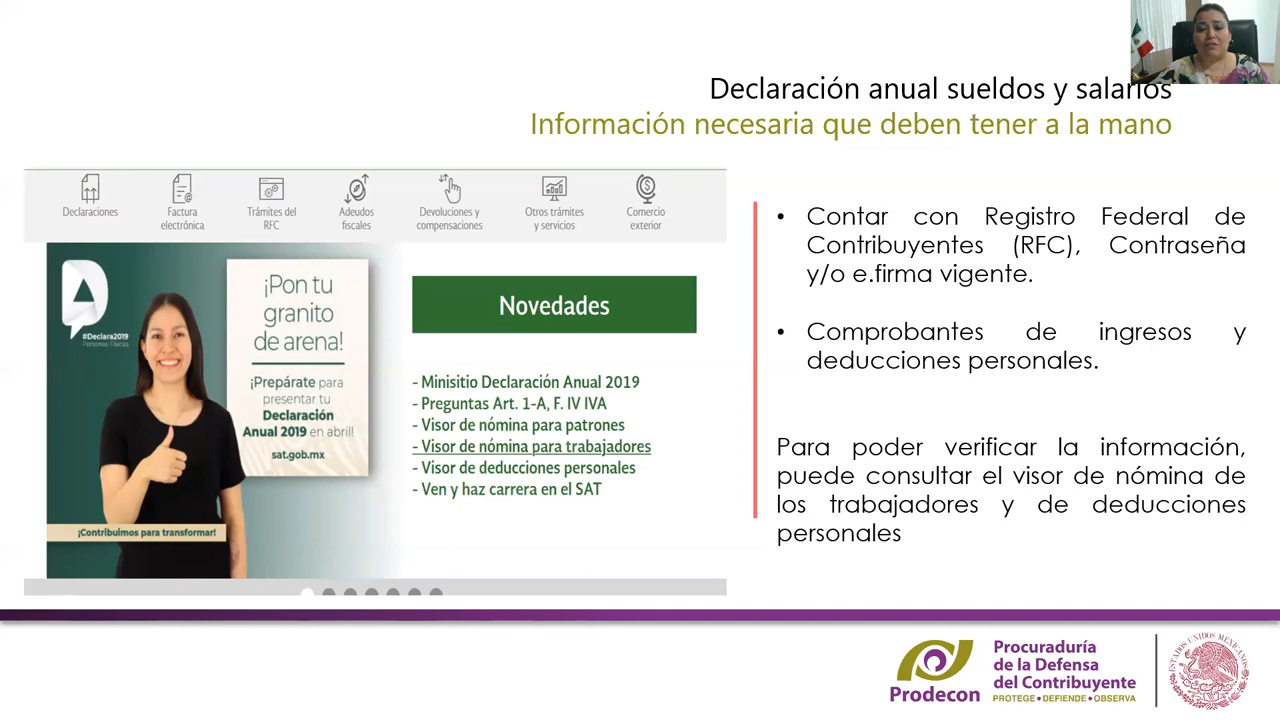 Declaración anual sueldos y salarios
Información necesaria que deben tener a la mano
Declaraciones
Factura
electrónica
Trámites del
RFC
Adeudos
fiscales
Devoluciones y
compensaciones
Otros trámites
y servicios
Comercio
exterior
#Declara2019
Personas Físicas
¡Pon tu
granito
de arena!
¡Prepárate para
presentar tu
Declaración
Anual 2019 en abril!
sat.gob.mx
¡Contribuimos para transformar!
Novedades
- Minisitio Declaración Anual 2019
- Preguntas Art. 1-A, F. IV IVA
- Visor de nómina para patrones
- Visor de nómina para trabajadores
- Visor de deducciones personales
- Ven y haz carrera en el SAT
• Contar con Registro Federal de
Contribuyentes (RFC), Contraseña
y/o e.firma vigente.
• Comprobantes de ingresos y
deducciones personales.
Para poder verificar la información,
puede consultar el visor de nómina de
los trabajadores y de deducciones
personales
Prodecon
Procuraduría
de la Defensa
del Contribuyente
PROTEGE•DEFIENDE•OBSERVA
ESTADOS UNIDOS MEXICANOS